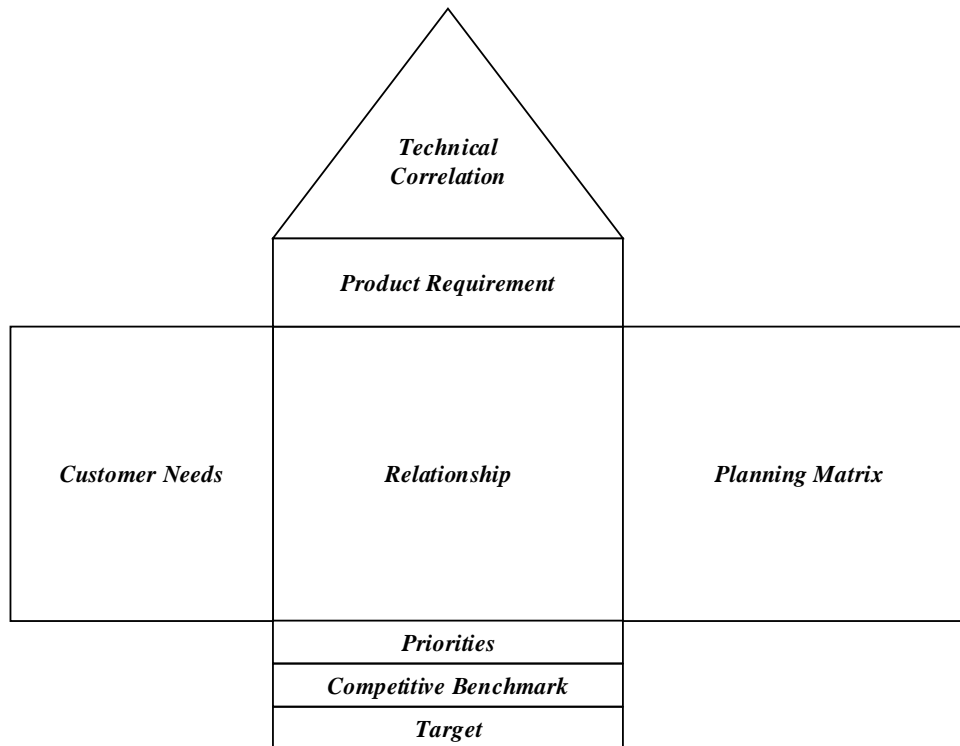 Technical
Correlation
Product Requirement
Customer Needs
Relationship
Planning Matrix
Priorities
Competitive Benchmark
Target